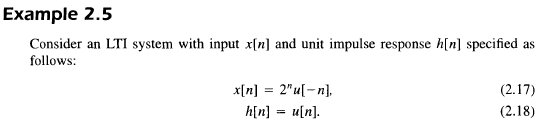 Example 2.5
Consider an LTI system with input x[n] and unit impulse response h[n] specified as
follows:
x[n] = 2ⁿu[−n], (2.17)
h[n] = u[n]. (2.18)